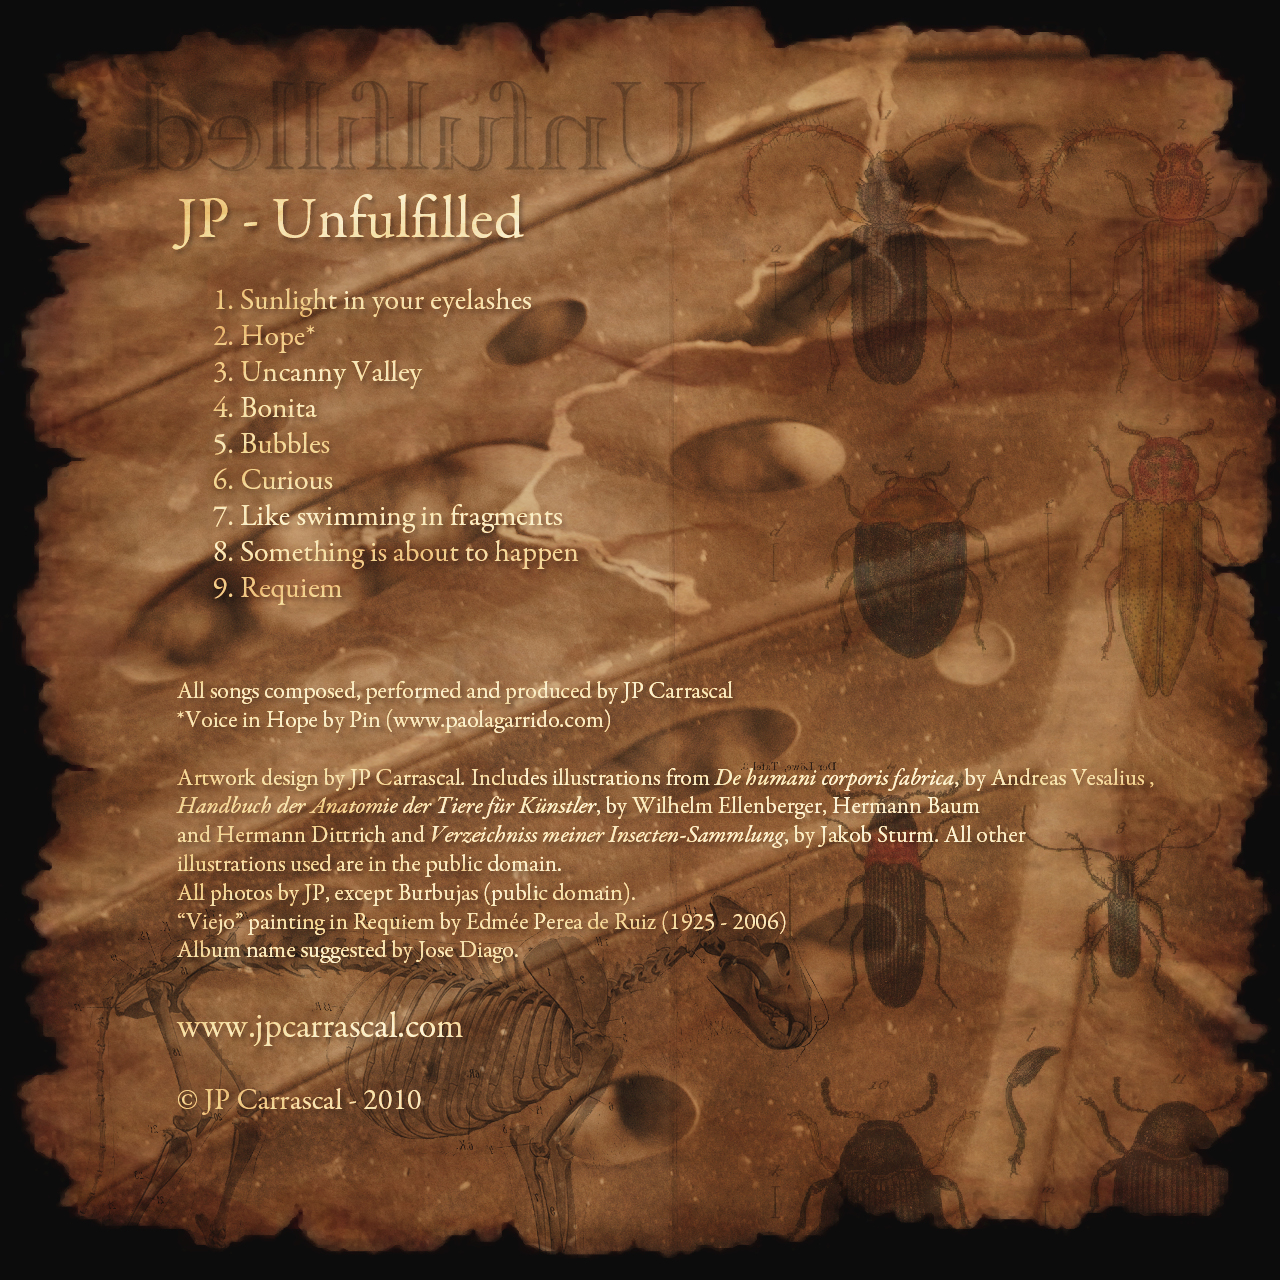 Unfulfilled
JP - Unfulfilled
1. Sunlight in your eyelashes
2. Hope*
3. Uncanny Valley
4. Bonita
5. Bubbles
6. Curious
7. Like swimming in fragments
8. Something is about to happen
9. Requiem
All songs composed, performed and produced by JP Carrascal
*Voice in Hope by Pin (www.paolagarrido.com)
Artwork design by JP Carrascal. Includes illustrations from De humani corporis fabrica, by Andreas Vesalius ,
Handbuch der Anatomie der Tiere für Künstler, by Wilhelm Ellenberger, Hermann Baum
and Hermann Dittrich and Verzeichniss meiner Insecten-Sammlung, by Jakob Sturm. All other
illustrations used are in the public domain.
All photos by JP, except Burbujas (public domain).
“Viejo” painting in Requiem by Edmée Perea de Ruiz (1925 - 2006)
Album name suggested by Jose Diago.
www.jpcarrascal.com
© JP Carrascal - 2010